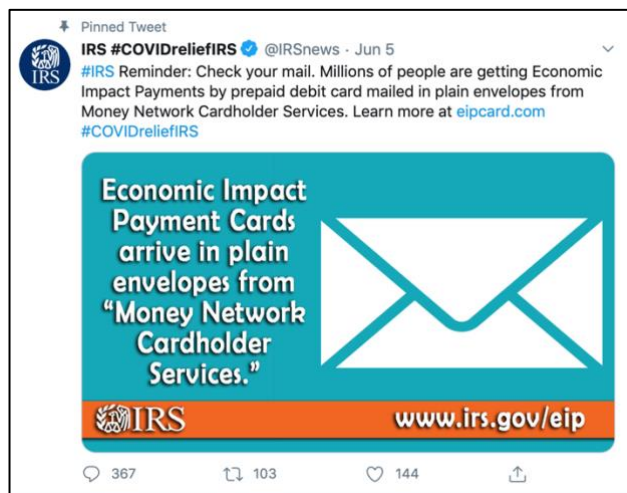 Pinned Tweet
IRS #COVIDreliefIRS @IRSnews · Jun 5
#IRS Reminder: Check your mail. Millions of people are getting Economic
Impact Payments by prepaid debit card mailed in plain envelopes from
Money Network Cardholder Services. Learn more at eipcard.com
#COVIDreliefIRS
Economic Impact
Payment Cards
arrive in plain
envelopes from
“Money Network
Cardholder
Services.”
IRS
www.irs.gov/eip
367 103 144
IRS